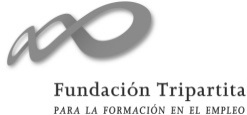 Fundación Tripartita
PARA LA FORMACIÓN EN EL EMPLEO